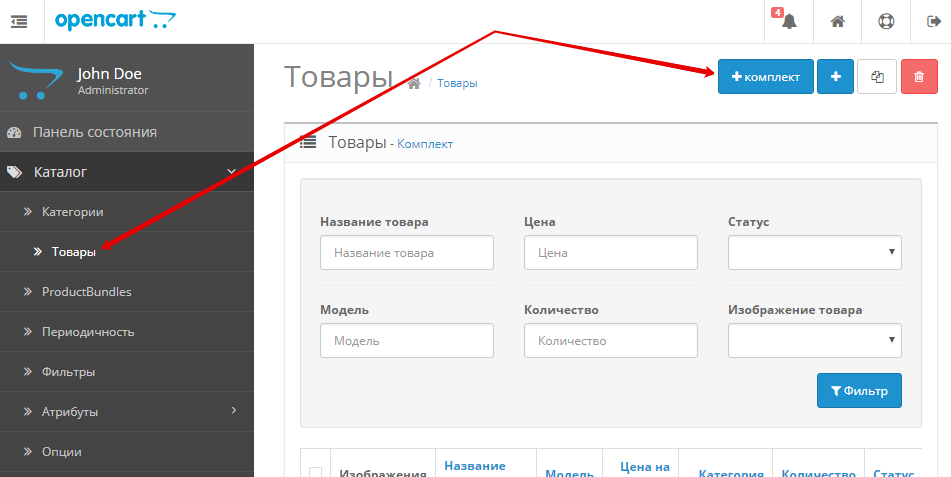 opencart
4
John Doe
Administrator
Панель состояния
Каталог
Категории
Товары
ProductBundles
Периодичность
Фильтры
Атрибуты
Опции
Товары / Товары
комплект
Товары - Комплект
Название товара Цена Статус
Название товара Цена
Модель Количество Изображение товара
Модель Количество
Фильтр
Название Цена на
Изображения Модель Категория Количество Статус